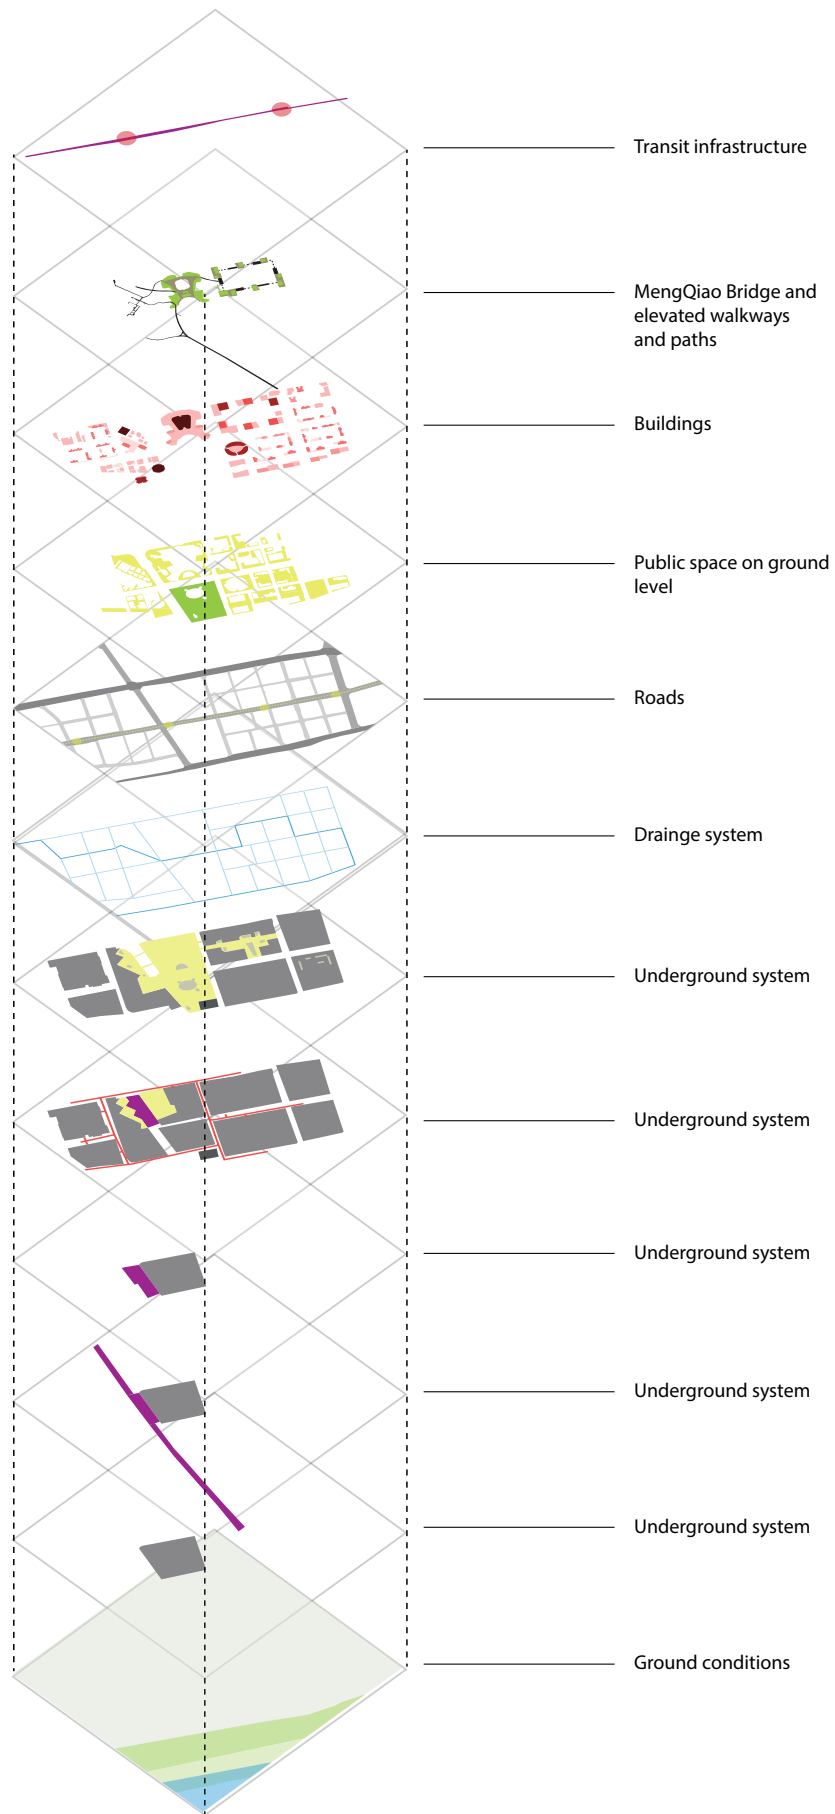 Transit infrastructure
MengQiao Bridge and
elevated walkways
and paths
Buildings
Public space on ground
level
Roads
Drainge system
Underground system
Underground system
Underground system
Underground system
Underground system
Ground conditions